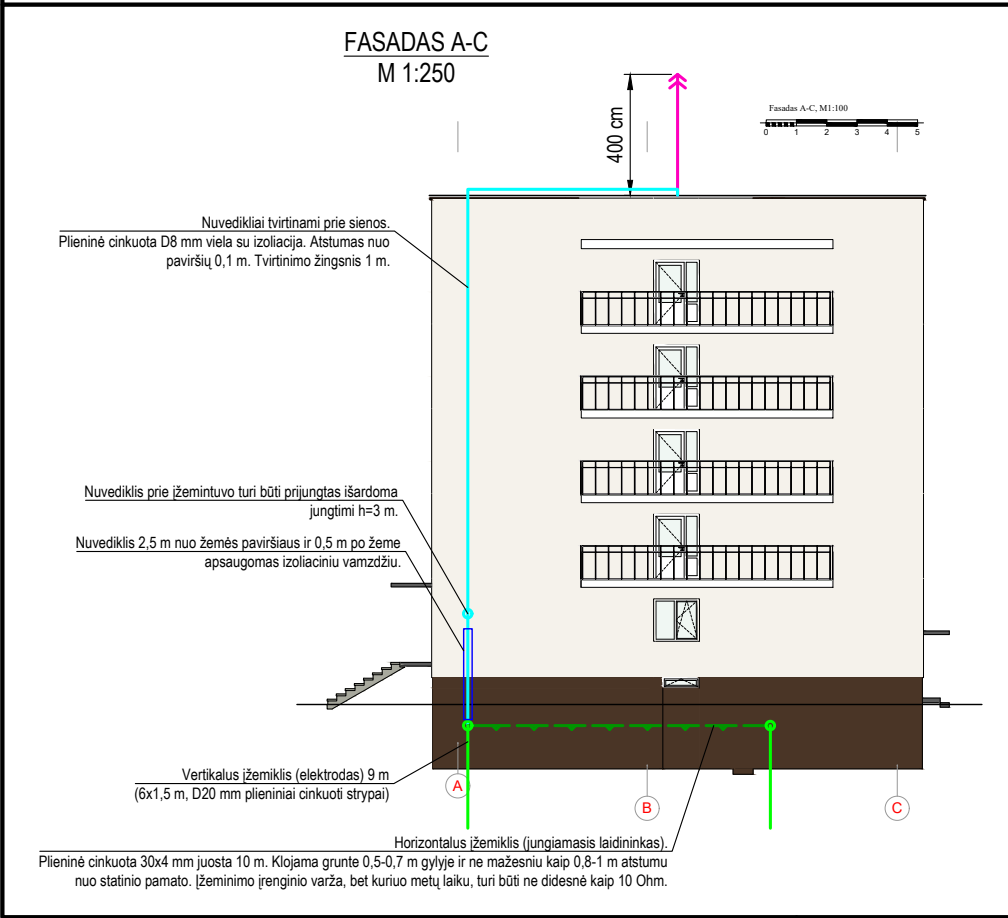 FASADAS A-C
M 1:250
400 cm
Fasadas A-C, M1:100
0 1 2 3 4 5
Nuvedikliai tvirtinami prie sienos.
Plieninė cinkuota D8 mm viela su izoliacija. Atstumas nuo
paviršių 0,1 m. Tvirtinimo žingsnis 1 m.
Nuvediklis prie įžemintuvo turi būti prijungtas išardoma
jungtimi h=3 m.
Nuvediklis 2,5 m nuo žemės paviršiaus ir 0,5 m po žeme
apsaugomas izoliaciniu vamzdžiu.
Vertikalus įžemiklis (elektrodas) 9 m
(6x1,5 m, D20 mm plieniniai cinkuoti strypai)
A
B
C
Horizontalus įžemiklis (jungiamasis laidininkas).
Plieninė cinkuota 30x4 mm juosta 10 m. Klojama grunte 0,5-0,7 m gylyje ir ne mažesniu kaip 0,8-1 m atstumu
nuo statinio pamato. Įžeminimo įrenginio varža, bet kuriuo metų laiku, turi būti ne didesnė kaip 10 Ohm.